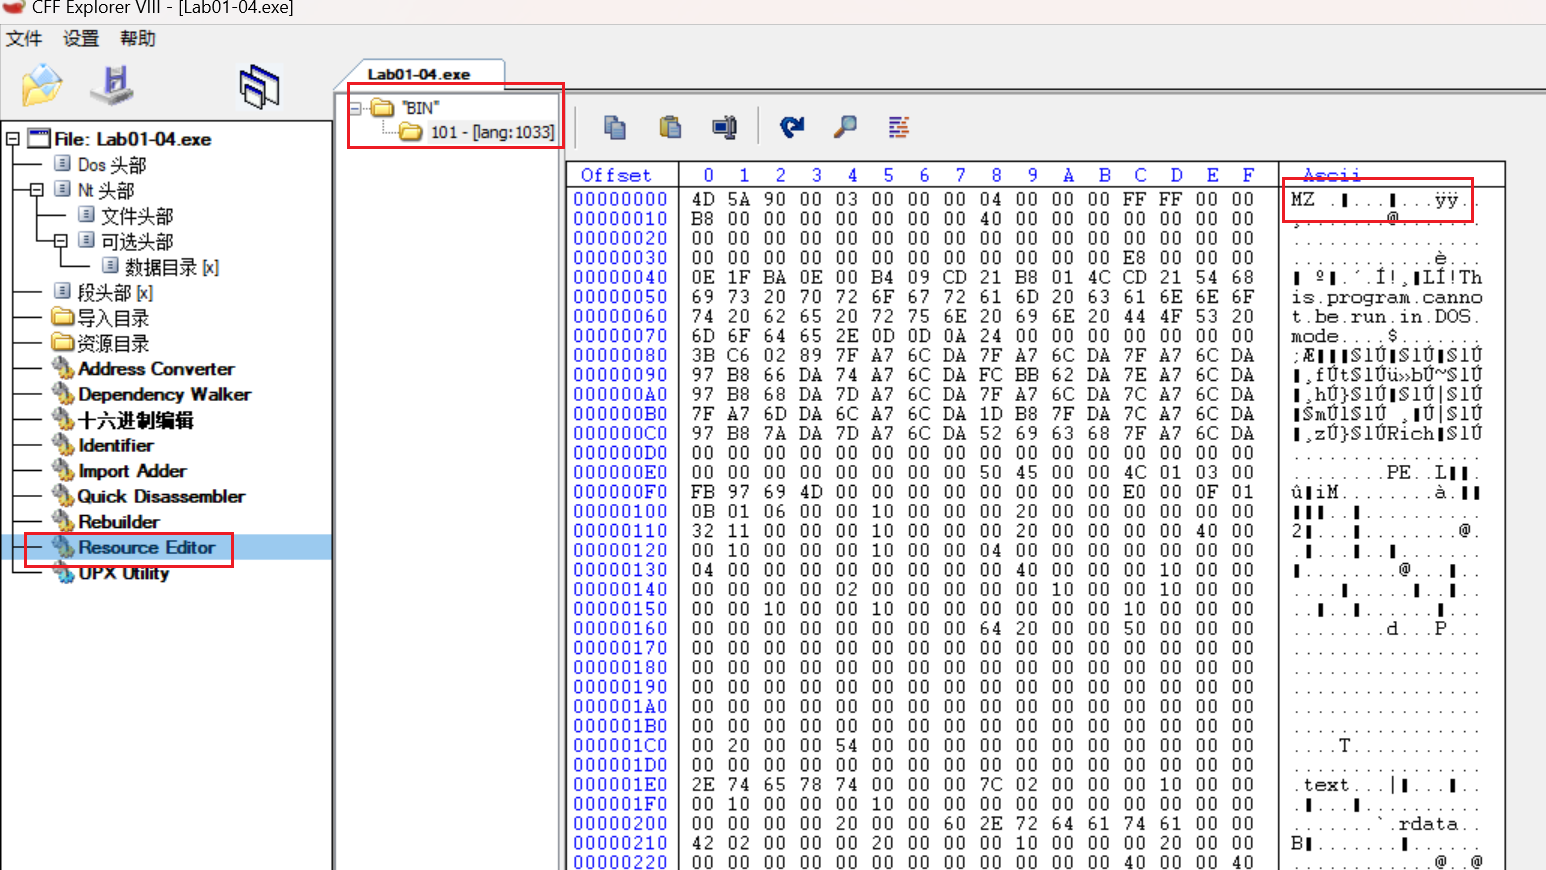 CFF Explorer VIII - [Lab01-04.exe]
文件 设置 帮助
Lab01-04.exe
File: Lab01-04.exe
Dos 头部
Nt 头部
文件头部
可选头部
数据目录 [x]
段头部 [x]
导入目录
资源目录
Address Converter
Dependency Walker
十六进制编辑
Identifier
Import Adder
Quick Disassembler
Rebuilder
Resource Editor
UPX Utility
"BIN"
101 - [lang:1033]
Offset 0 1 2 3 4 5 6 7 8 9 A B C D E F Ascii
00000000 4D 5A 90 00 03 00 00 00 04 00 00 00 FF FF 00 00 MZ ÿÿ
00000010 B8 00 00 00 00 00 00 00 40 00 00 00 00 00 00 00 @
00000020 00 00 00 00 00 00 00 00 00 00 00 00 00 00 00 00
00000030 00 00 00 00 00 00 00 00 00 00 00 00 E8 00 00 00 è
00000040 0E 1F BA 0E 00 B4 09 CD 21 B8 01 4C CD 21 54 68 º.´.Í!¸LÍ!Th
00000050 69 73 20 70 72 6F 67 72 61 6D 20 63 61 6E 6E 6F is.program.canno
00000060 74 20 62 65 20 72 75 6E 20 69 6E 20 44 4F 53 20 t.be.run.in.DOS.
00000070 6D 6F 64 65 2E 0D 0D 0A 24 00 00 00 00 00 00 00 mode....$.......
00000080 3B C6 02 89 7F A7 6C DA 7F A7 6C DA 7F A7 6C DA ;Æ§lÚ§lÚ§lÚ
00000090 97 B8 66 DA 74 A7 6C DA FC BB 62 DA 7E A7 6C DA ¸fÚt§lÚü»bÚ~§lÚ
000000A0 97 B8 68 DA 7D A7 6C DA 7F A7 6C DA 7C A7 6C DA ¸hÚ}§lÚ§lÚ|§lÚ
000000B0 7F A7 6D DA 6C A7 6C DA 1D B8 7F DA 7C A7 6C DA §mÚl§lÚ¸Ú|§lÚ
000000C0 97 B8 7A DA 7D A7 6C DA 52 69 63 68 7F A7 6C DA ¸zÚ}§lÚRich§lÚ
000000D0 00 00 00 00 00 00 00 00 00 00 00 00 00 00 00 00
000000E0 00 00 00 00 00 00 00 00 50 45 00 00 4C 01 03 00 ........PE..L
000000F0 FB 97 69 4D 00 00 00 00 00 00 00 00 E0 00 0F 01 ûiM........à.
00000100 0B 01 06 00 00 10 00 00 00 20 00 00 00 00 00 00
00000110 32 11 00 00 00 10 00 00 00 20 00 00 00 00 40 00 2 @.
00000120 00 10 00 00 00 10 00 00 04 00 00 00 00 00 00 00
00000130 04 00 00 00 00 00 00 00 00 40 00 00 00 10 00 00 @
00000140 00 00 00 00 02 00 00 00 00 00 10 00 00 10 00 00
00000150 00 00 10 00 00 10 00 00 00 00 00 00 10 00 00 00
00000160 00 00 00 00 00 00 00 00 64 20 00 00 50 00 00 00 ........d...P...
00000170 00 00 00 00 00 00 00 00 00 00 00 00 00 00 00 00
00000180 00 00 00 00 00 00 00 00 00 00 00 00 00 00 00 00
00000190 00 00 00 00 00 00 00 00 00 00 00 00 00 00 00 00
000001A0 00 00 00 00 00 00 00 00 00 00 00 00 00 00 00 00
000001B0 00 00 00 00 00 00 00 00 00 00 00 00 00 00 00 00
000001C0 00 20 00 00 54 00 00 00 00 00 00 00 00 00 00 00 ....T...........
000001D0 00 00 00 00 00 00 00 00 00 00 00 00 00 00 00 00
000001E0 2E 74 65 78 74 00 00 00 7C 02 00 00 00 10 00 00 .text...|
000001F0 00 10 00 00 00 10 00 00 00 00 00 00 00 00 00 00
00000200 00 00 00 00 20 00 00 60 2E 72 64 61 74 61 00 00 .......`.rdata..
00000210 42 02 00 00 00 20 00 00 00 10 00 00 00 20 00 00 B
00000220 00 00 00 00 00 00 00 00 00 00 00 00 40 00 00 40 @..@